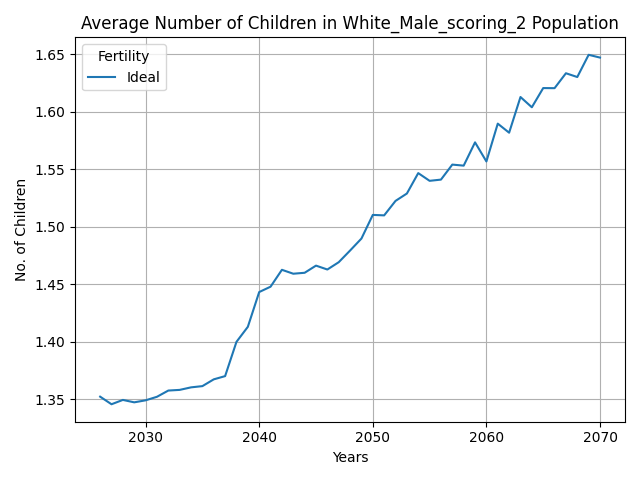 Average Number of Children in White_Male_scoring_2 Population
Fertility
Ideal
No. of Children
1.65
1.60
1.55
1.50
1.45
1.40
1.35
2030 2040 2050 2060 2070
Years